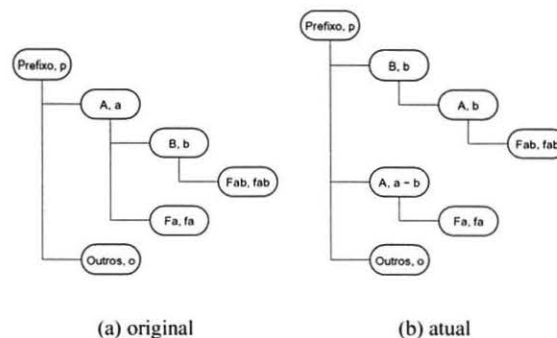 Prefixo, p
A, a
B, b
Fab, fab
Fa, fa
Outros, o
(a) original
Prefixo, p
B, b
A, b
Fab, fab
A, a − b
Fa, fa
Outros, o
(b) atual